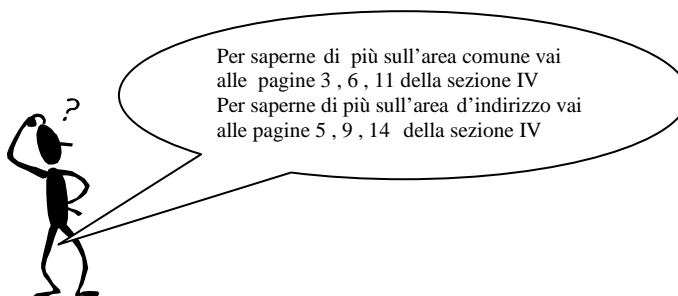 ?
Per saperne di più sull'area comune vai
alle pagine 3 , 6 , 11 della sezione IV
Per saperne di più sull'area d'indirizzo vai
alle pagine 5 , 9 , 14 della sezione IV